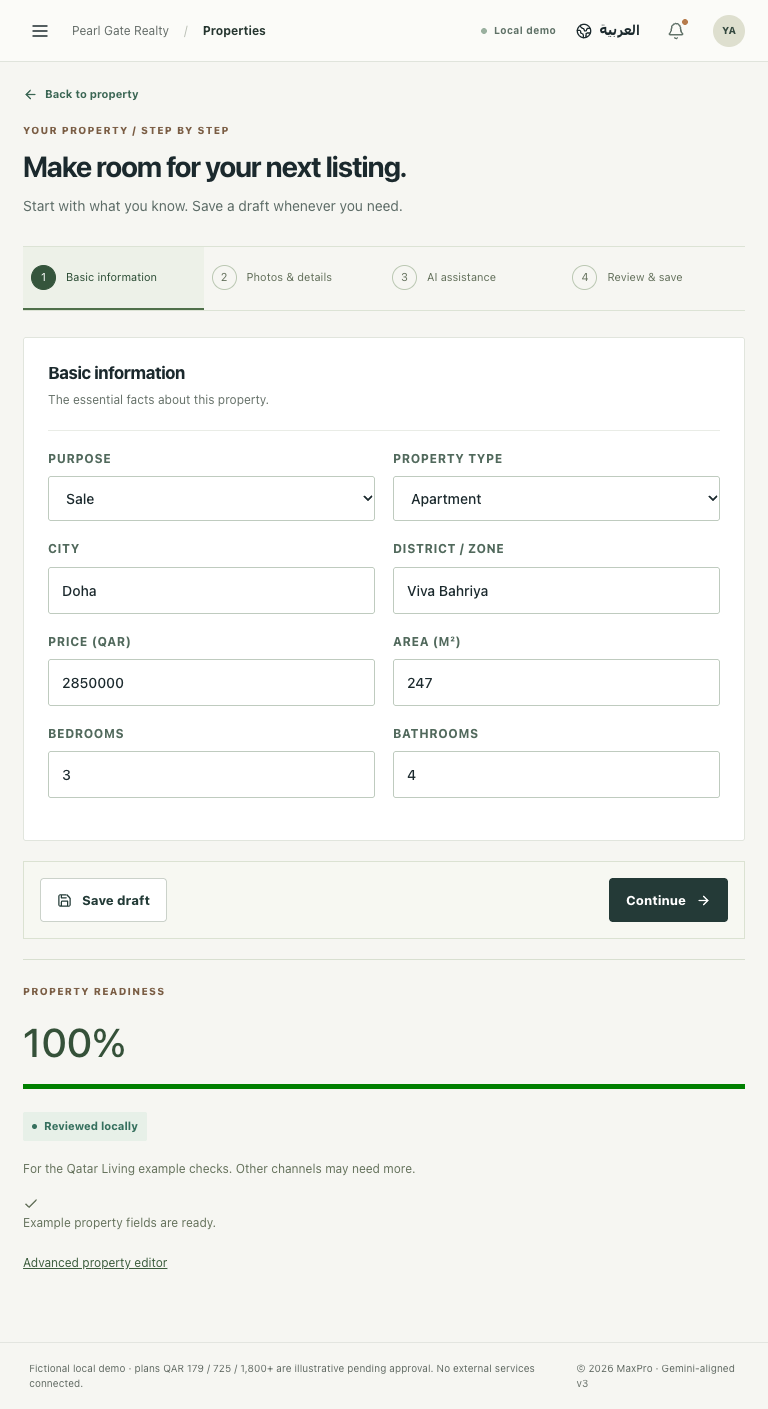 Pearl Gate Realty / Properties
Local demo
العربية
YA
Back to property
YOUR PROPERTY / STEP BY STEP
Make room for your next listing.
Start with what you know. Save a draft whenever you need.
1 Basic information
2 Photos & details
3 AI assistance
4 Review & save
Basic information
The essential facts about this property.
PURPOSE
Sale
PROPERTY TYPE
Apartment
CITY
Doha
DISTRICT / ZONE
Viva Bahriya
PRICE (QAR)
2850000
AREA (M²)
247
BEDROOMS
3
BATHROOMS
4
Save draft
Continue
PROPERTY READINESS
100%
Reviewed locally
For the Qatar Living example checks. Other channels may need more.
Example property fields are ready.
Advanced property editor
Fictional local demo · plans QAR 179 / 725 / 1,800+ are illustrative pending approval. No external services
connected.
© 2026 MaxPro · Gemini-aligned
v3